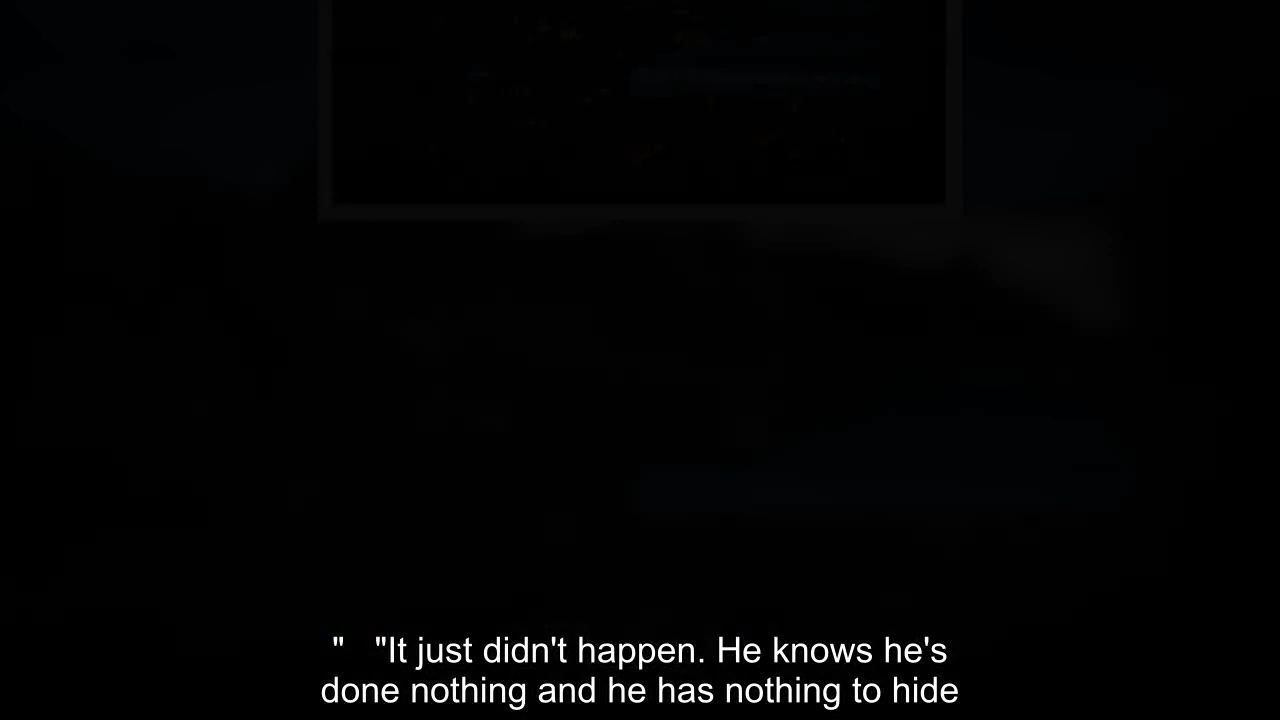 "   "It just didn't happen. He knows he's
done nothing and he has nothing to hide